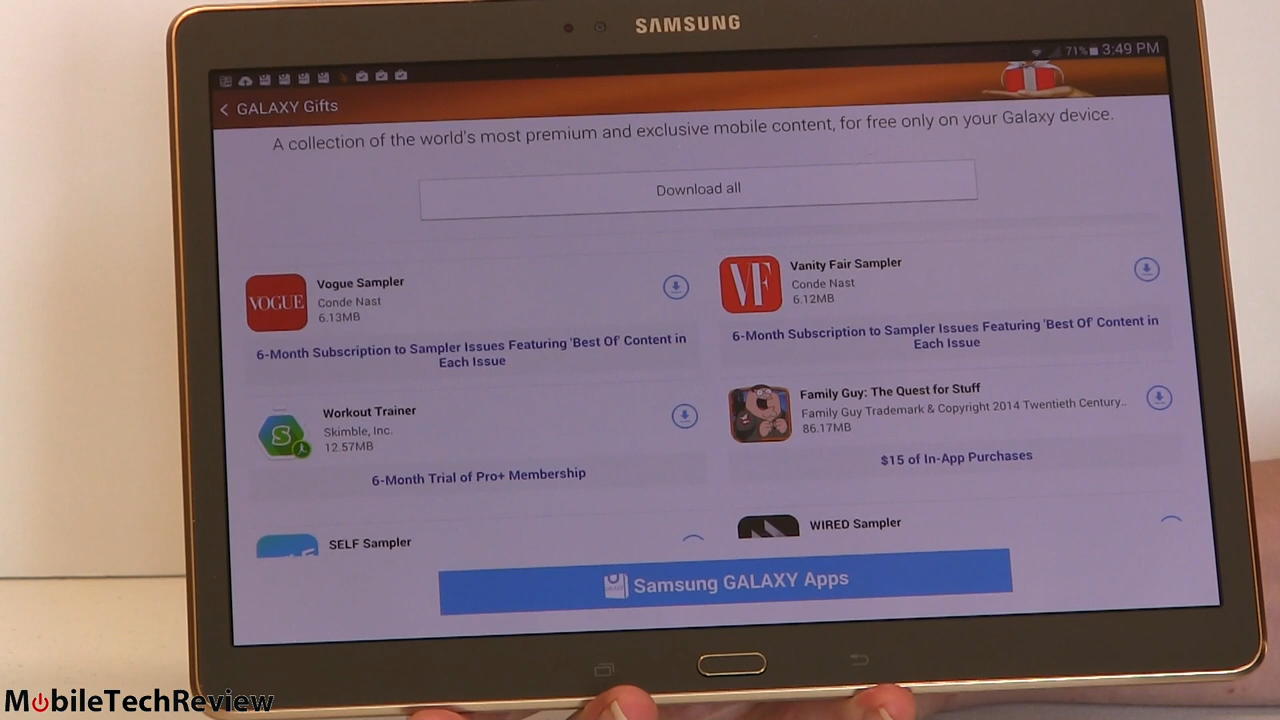 SAMSUNG
71% 3:49 PM
< GALAXY Gifts
A collection of the world's most premium and exclusive mobile content, for free only on your Galaxy device.
Download all
VOGUE
Vogue Sampler
Conde Nast
6.13MB
6-Month Subscription to Sampler Issues Featuring 'Best Of' Content in
Each Issue
VF
Vanity Fair Sampler
Conde Nast
6.12MB
6-Month Subscription to Sampler Issues Featuring 'Best Of' Content in
Each Issue
S
Workout Trainer
Skimble, Inc.
12.57MB
6-Month Trial of Pro+ Membership
Family Guy: The Quest for Stuff
Family Guy Trademark & Copyright 2014 Twentieth Century..
86.17MB
$15 of In-App Purchases
SELF Sampler
WIRED Sampler
Samsung GALAXY Apps
MobileTechReview